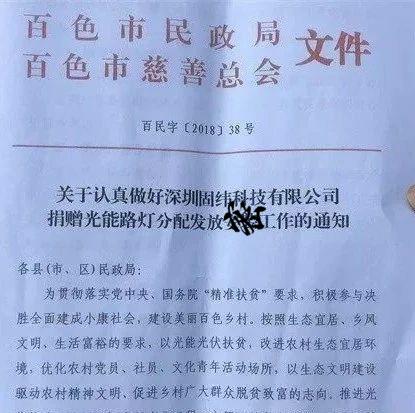 百色市民政局
百色市慈善总会
文件
百民字〔2018〕38号
关于认真做好深圳固纬科技有限公司
捐赠光能路灯分配发放 工作的通知
各县(市、区)民政局:
为贯彻落实党中央、国务院“精准扶贫”要求，积极参与决
胜全面建成小康社会，建设美丽百色乡村。按照生态宜居、乡风
文明、生活富裕的要求，以光能光伏扶贫，改进农村生态宜居环
境，优化农村党员、社员、文化青年活动场所，以生态文明建设
驱动农村精神文明、促进乡村广大群众脱贫致富的志向。推进光